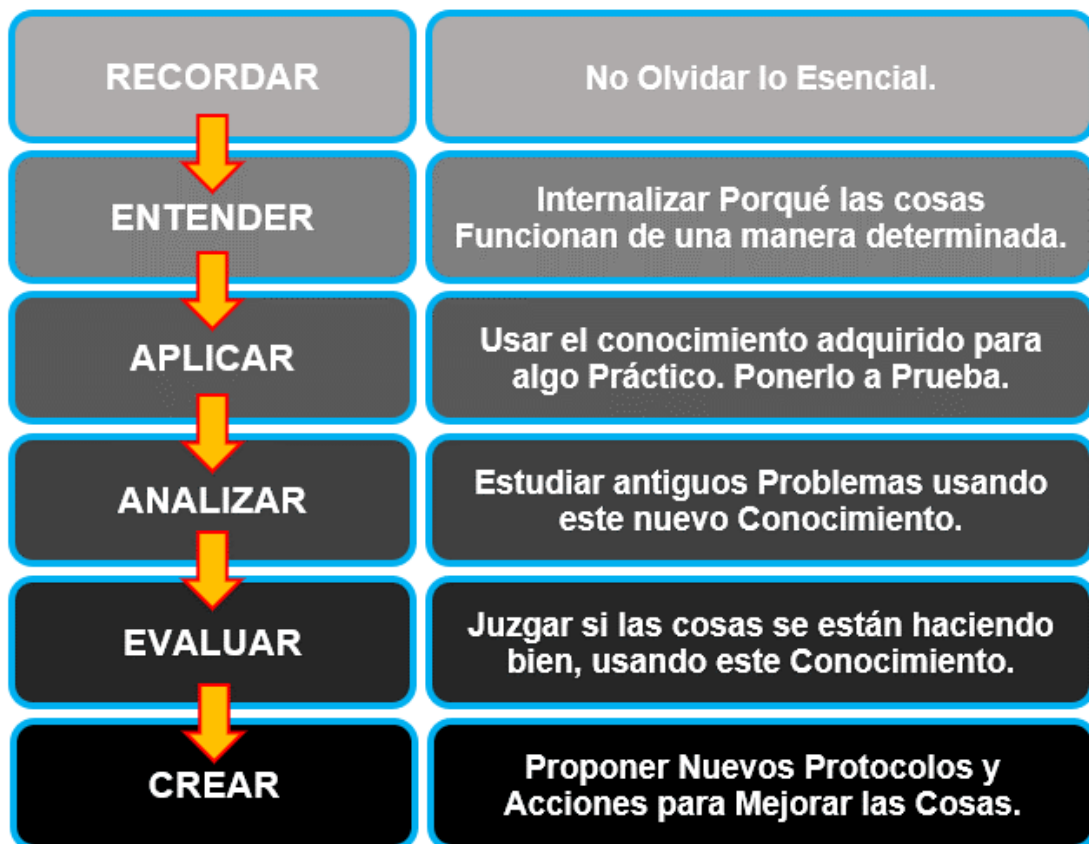 RECORDAR
No Olvidar lo Esencial.
ENTENDER
Internalizar Porqué las cosas
Funcionan de una manera determinada.
APLICAR
Usar el conocimiento adquirido para
algo Práctico. Ponerlo a Prueba.
ANALIZAR
Estudiar antiguos Problemas usando
este nuevo Conocimiento.
EVALUAR
Juzgar si las cosas se están haciendo
bien, usando este Conocimiento.
CREAR
Proponer Nuevos Protocolos y
Acciones para Mejorar las Cosas.